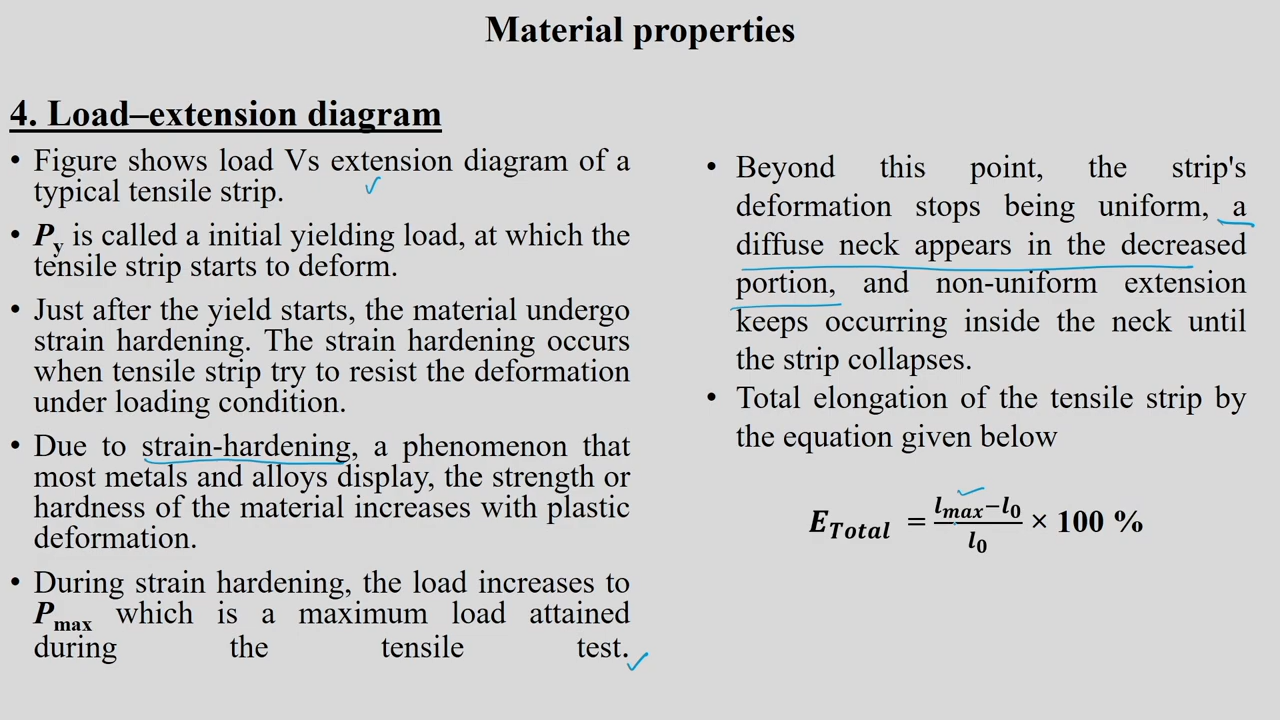 Material properties
4. Load–extension diagram
• Figure shows load Vs extension diagram of a
typical tensile strip.
• Py is called a initial yielding load, at which the
tensile strip starts to deform.
• Just after the yield starts, the material undergo
strain hardening. The strain hardening occurs
when tensile strip try to resist the deformation
under loading condition.
• Due to strain-hardening, a phenomenon that
most metals and alloys display, the strength or
hardness of the material increases with plastic
deformation.
• During strain hardening, the load increases to
Pmax which is a maximum load attained
during the tensile test.
• Beyond this point, the strip's
deformation stops being uniform, a
diffuse neck appears in the decreased
portion, and non-uniform extension
keeps occurring inside the neck until
the strip collapses.
• Total elongation of the tensile strip by
the equation given below
E_Total = (l_max − l_0) / l_0 × 100 %